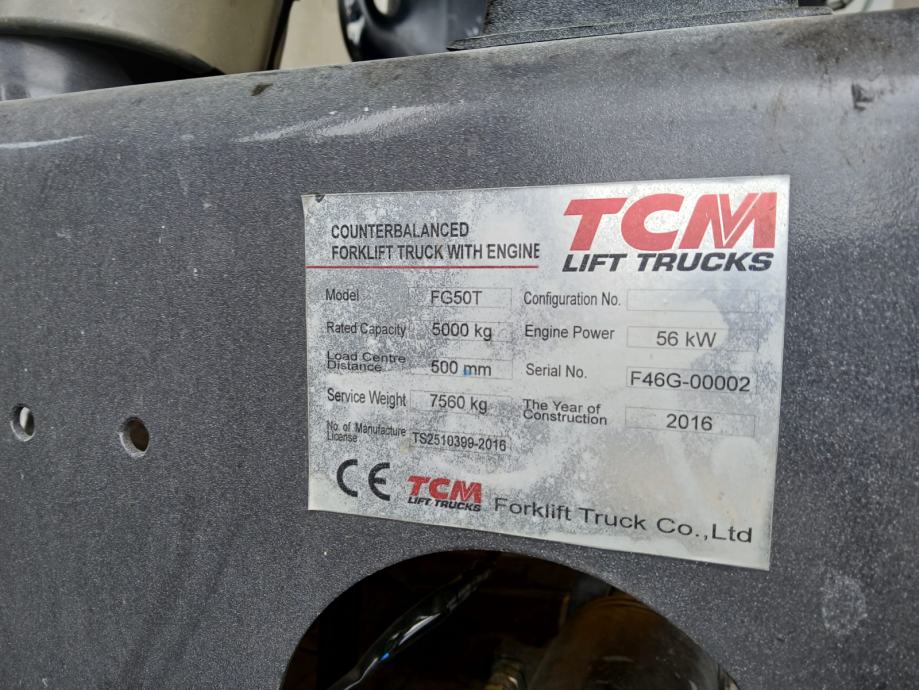 COUNTERBALANCED
FORKLIFT TRUCK WITH ENGINE
TCM
LIFT TRUCKS
Model FG50T Configuration No.
Rated Capacity 5000 kg Engine Power 56 kW
Load Centre
Distance 500 mm Serial No. F46G-00002
Service Weight 7560 kg The Year of
Construction 2016
No. of Manufacture
License TS2510399-2016
CE TCM
LIFT TRUCKS Forklift Truck Co.,Ltd